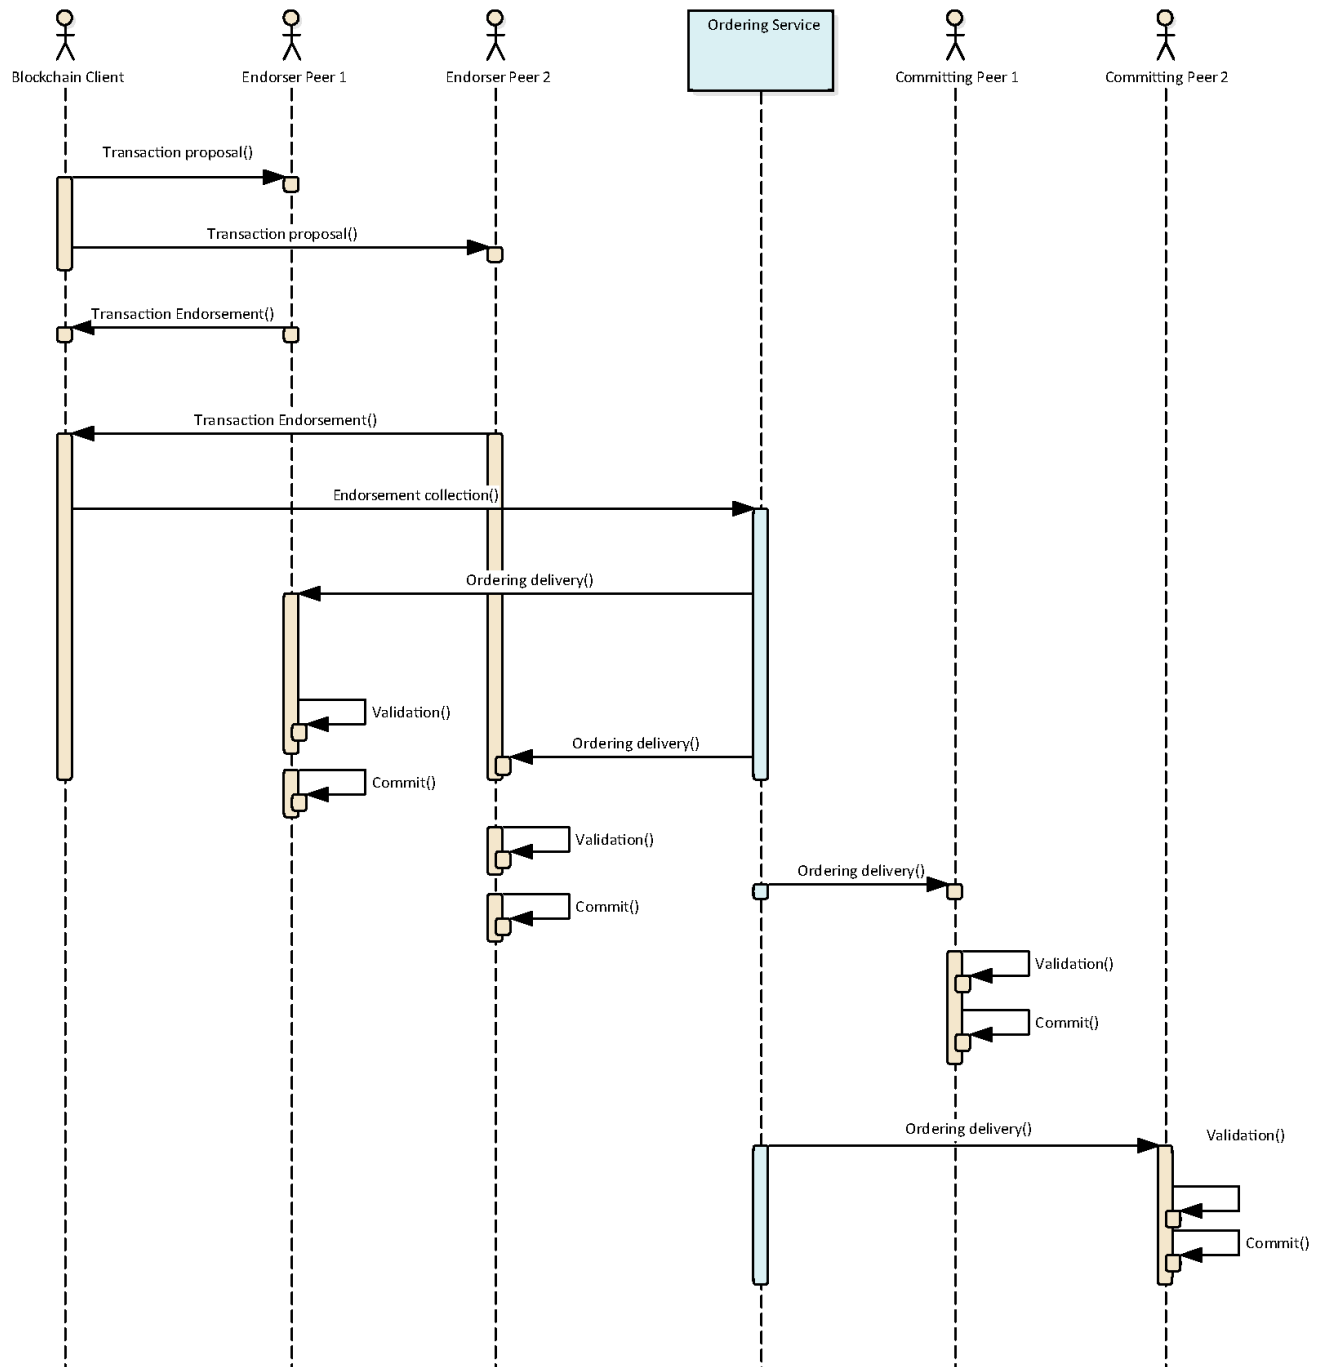 Blockchain Client
Endorser Peer 1
Endorser Peer 2
Ordering Service
Committing Peer 1
Committing Peer 2
Transaction proposal()
Transaction proposal()
Transaction Endorsement()
Transaction Endorsement()
Endorsement collection()
Ordering delivery()
Validation()
Ordering delivery()
Commit()
Validation()
Ordering delivery()
Commit()
Validation()
Commit()
Ordering delivery()
Validation()
Commit()